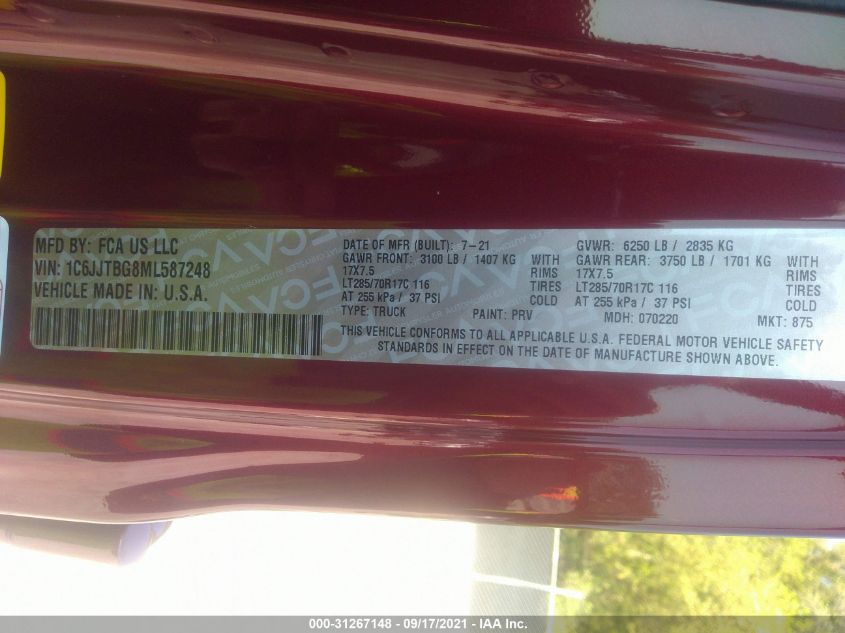 MFD BY: FCA US LLC
VIN: 1C6JJTBG8ML587248
VEHICLE MADE IN: U.S.A.
DATE OF MFR (BUILT): 7-21
GAWR FRONT: 3100 LB / 1407 KG WITH
17X7.5 RIMS
LT285/70R17C 116 TIRES
AT 255 kPa / 37 PSI COLD
TYPE: TRUCK PAINT: PRV
GVWR: 6250 LB / 2835 KG
GAWR REAR: 3750 LB / 1701 KG WITH
17X7.5 RIMS
LT285/70R17C 116 TIRES
AT 255 kPa / 37 PSI COLD
MDH: 070220 MKT: 875
THIS VEHICLE CONFORMS TO ALL APPLICABLE U.S.A. FEDERAL MOTOR VEHICLE SAFETY
STANDARDS IN EFFECT ON THE DATE OF MANUFACTURE SHOWN ABOVE.
000-31267148 - 09/17/2021 - IAA Inc.